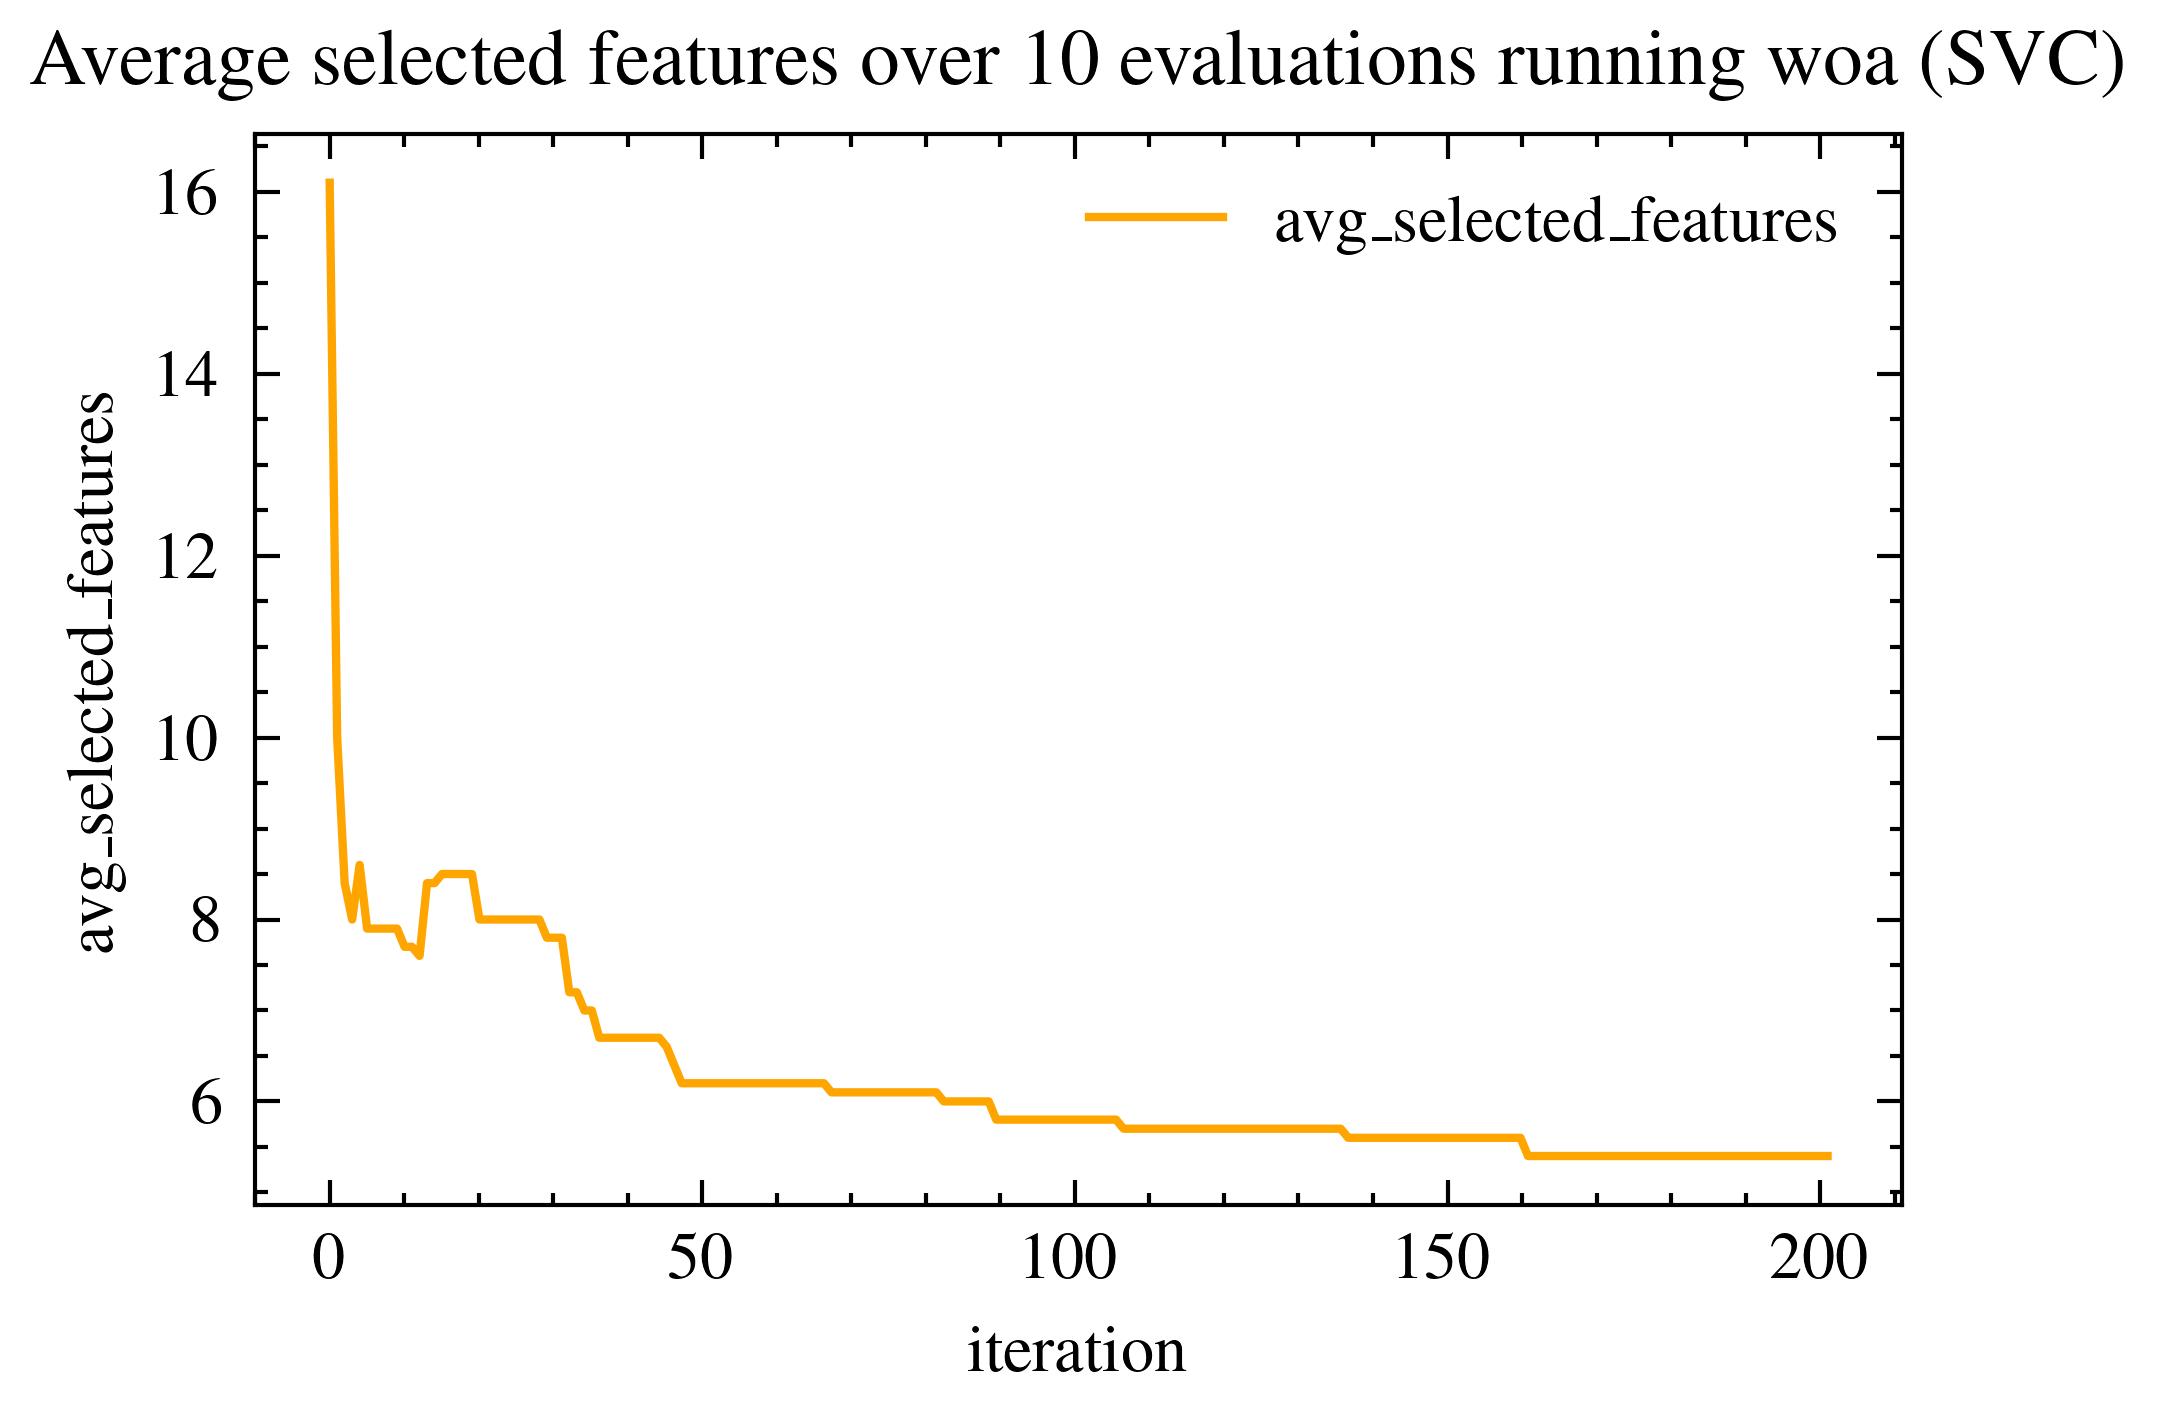 Average selected features over 10 evaluations running woa (SVC)
avg_selected_features
16
14
12
10
8
6
avg_selected_features
0 50 100 150 200
iteration